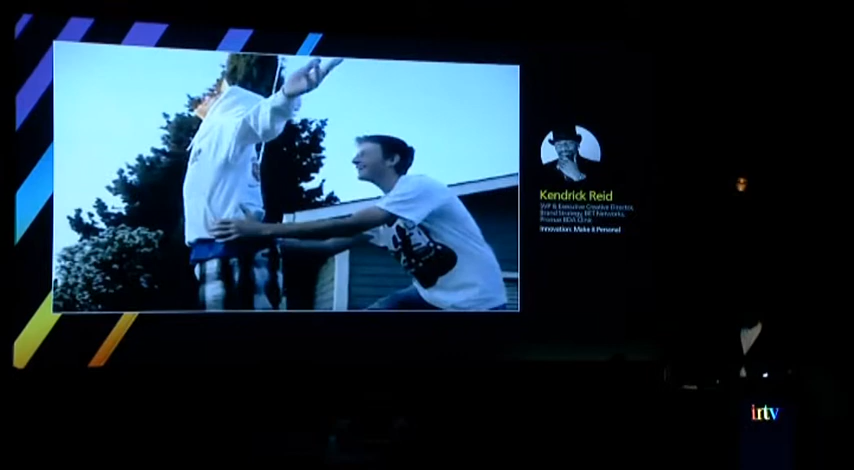 Kendrick Reid
SVP & Executive Creative Director,
Brand Strategy, BET Networks,
Innovation: Make it Personal
irtv